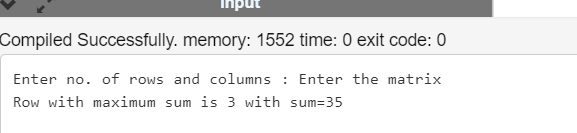 Input
Compiled Successfully. memory: 1552 time: 0 exit code: 0
Enter no. of rows and columns : Enter the matrix
Row with maximum sum is 3 with sum=35